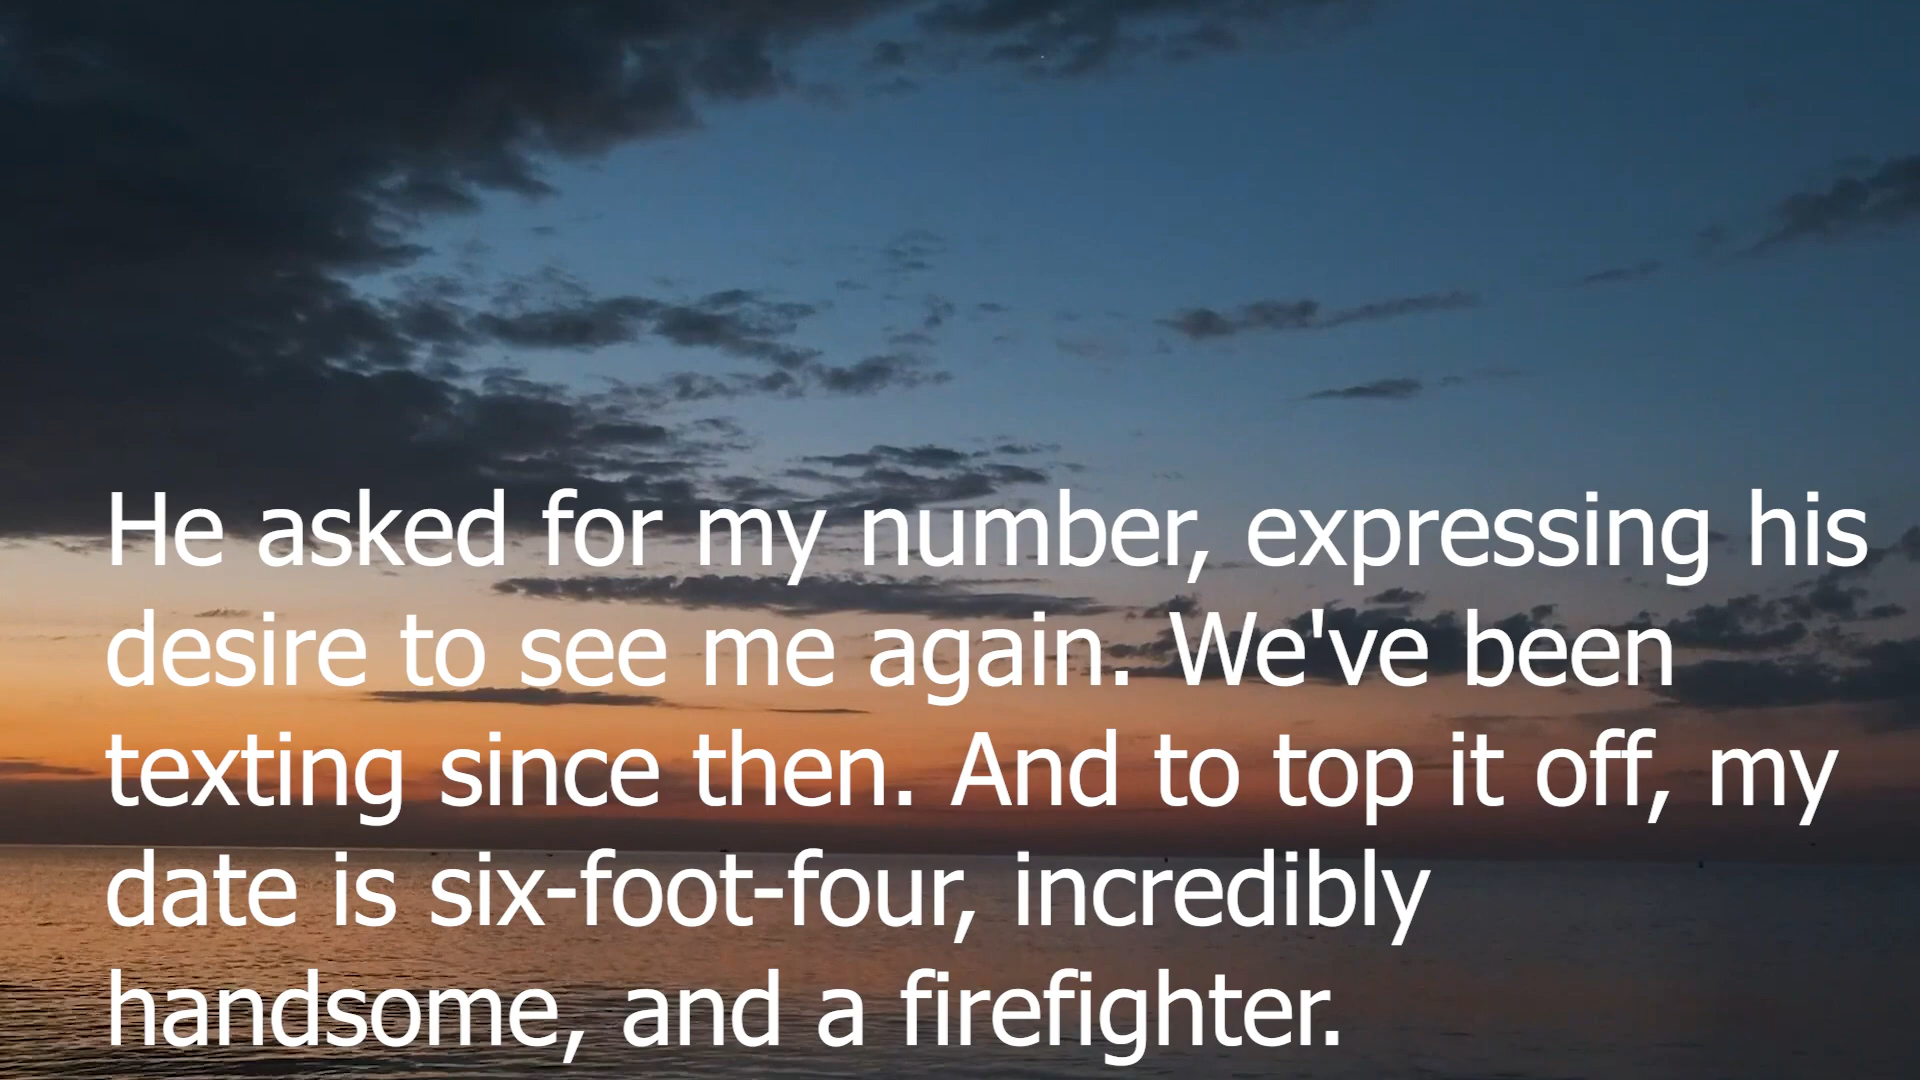 He asked for my number, expressing his
desire to see me again. We've been
texting since then. And to top it off, my
date is six-foot-four, incredibly
handsome, and a firefighter.